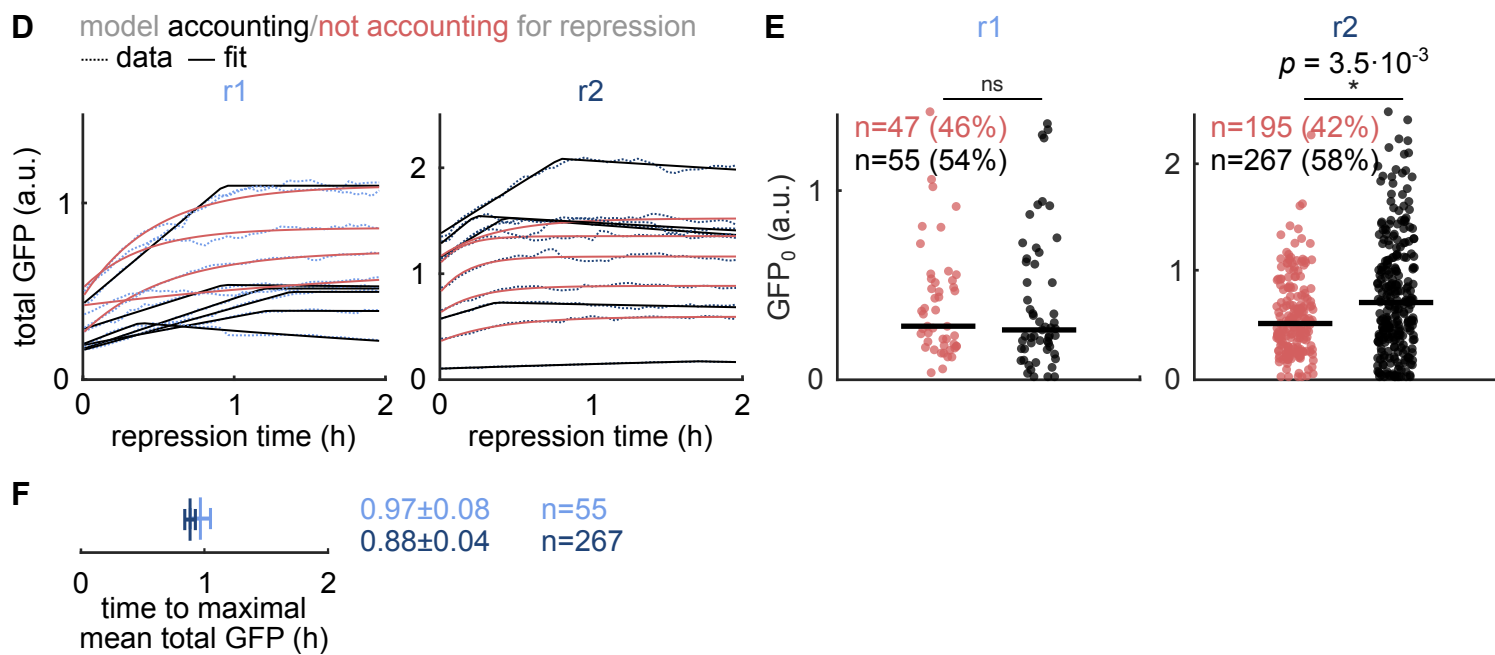 D model accounting/not accounting for repression
data fit
r1 r2
total GFP (a.u.)
1
0
2
1
0
0 1 2
0 1 2
repression time (h) repression time (h)
E r1 r2
p = 3.5·10-3
ns *
n=47 (46%)
n=55 (54%)
n=195 (42%)
n=267 (58%)
GFP0 (a.u.)
1
0
2
1
0
F
0.97±0.08 n=55
0.88±0.04 n=267
0 1 2
time to maximal
mean total GFP (h)